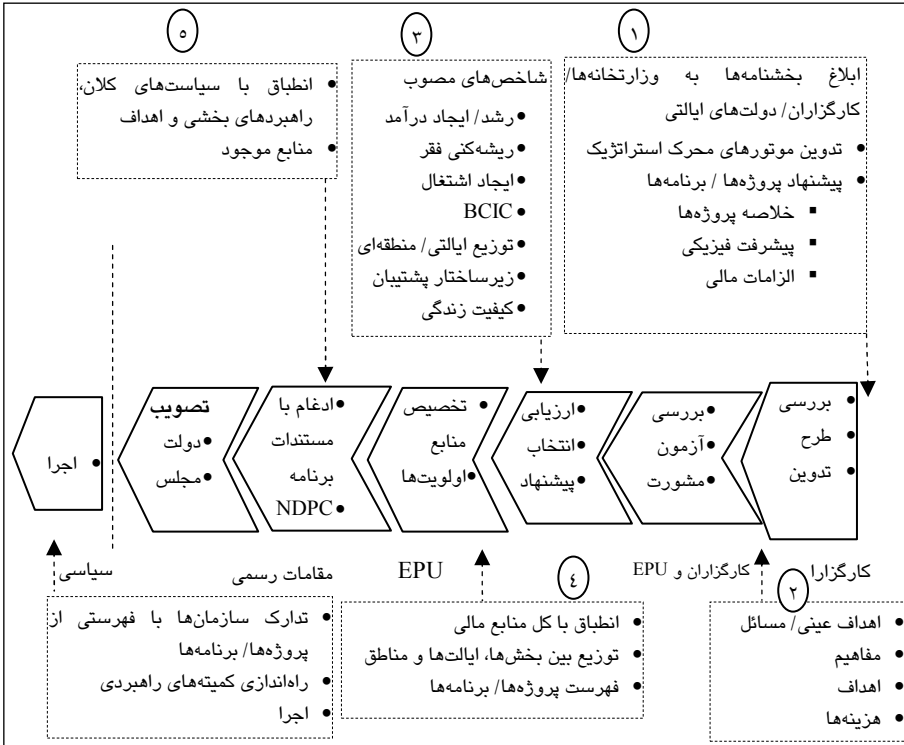 ۱
ابلاغ بخشنامه‌ها به وزارتخانه‌ها/
کارگزاران/ دولت‌های ایالتی
• تدوین موتورهای محرک استراتژیک
• پیشنهاد پروژه‌ها / برنامه‌ها
▪ خلاصه پروژه‌ها
▪ پیشرفت فیزیکی
▪ الزامات مالی
۳
شاخص‌های مصوب
• رشد/ ایجاد درآمد
• ریشه‌کنی فقر
• ایجاد اشتغال
• BCIC
• توزیع ایالتی/ منطقه‌ای
• زیرساختار پشتیبان
• کیفیت زندگی
۵
• انطباق با سیاست‌های کلان،
راهبردهای بخشی و اهداف
• منابع موجود
• بررسی
• طرح
• تدوین
• بررسی
• آزمون
• مشورت
• ارزیابی
• انتخاب
• پیشنهاد
• تخصیص
منابع
• اولویت‌ها
• ادغام با
مستندات
برنامه
• NDPC
تصویب
• دولت
• مجلس
• اجرا
کارگزارا
کارگزاران و EPU
EPU
مقامات رسمی
سیاسی
۲
• اهداف عینی/ مسائل
• مفاهیم
• اهداف
• هزینه‌ها
۴
• انطباق با کل منابع مالی
• توزیع بین بخش‌ها، ایالت‌ها و مناطق
• فهرست پروژه‌ها/ برنامه‌ها
• تدارک سازمان‌ها با فهرستی از
پروژه‌ها/ برنامه‌ها
• راه‌اندازی کمیته‌های راهبردی
• اجرا